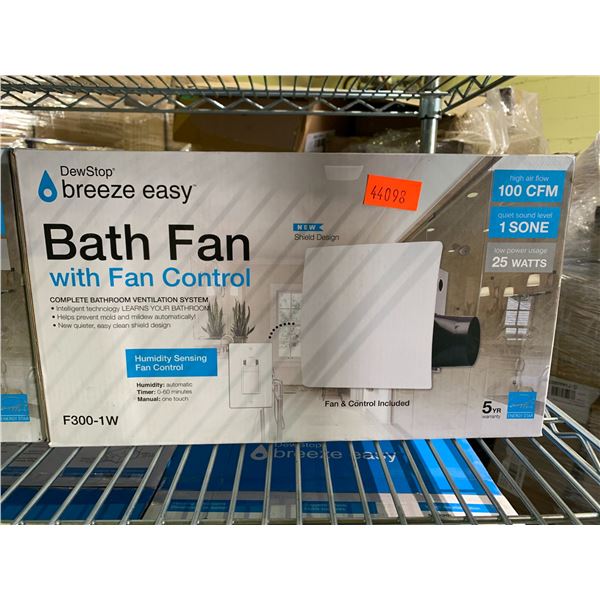 DewStop®
breeze easy™
44098
high air flow
100 CFM
quiet sound level
1 SONE
low power usage
25 WATTS
NEW
Shield Design
Bath Fan
with Fan Control
COMPLETE BATHROOM VENTILATION SYSTEM
• Intelligent technology LEARNS YOUR BATHROOM
• Helps prevent mold and mildew automatically!
• New quieter, easy clean shield design
Humidity Sensing
Fan Control
Humidity: automatic
Timer: 0-60 minutes
Manual: one touch
Fan & Control Included
F300-1W
5 YR
warranty
ENERGY STAR
DewStop®
breeze easy